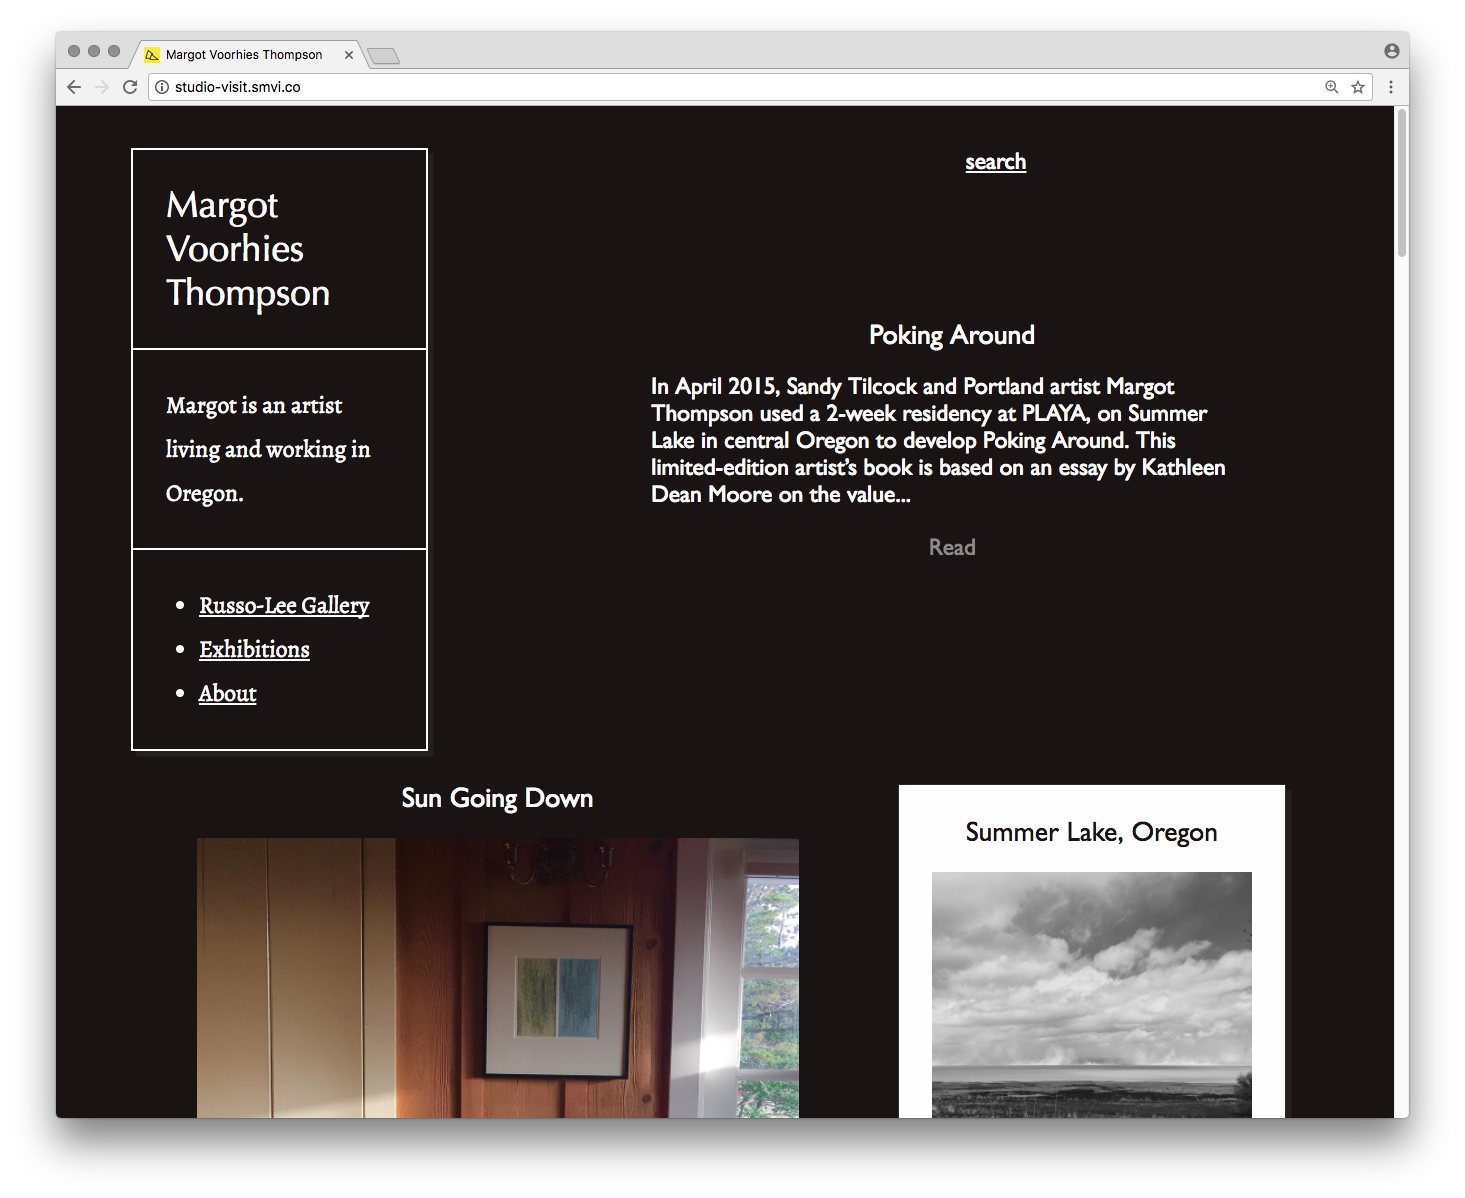 Margot Voorhies Thompson
studio-visit.smvi.co
search
Margot
Voorhies
Thompson
Margot is an artist
living and working in
Oregon.
Russo-Lee Gallery
Exhibitions
About
Poking Around
In April 2015, Sandy Tilcock and Portland artist Margot
Thompson used a 2-week residency at PLAYA, on Summer
Lake in central Oregon to develop Poking Around. This
limited-edition artist’s book is based on an essay by Kathleen
Dean Moore on the value...
Read
Sun Going Down
Summer Lake, Oregon